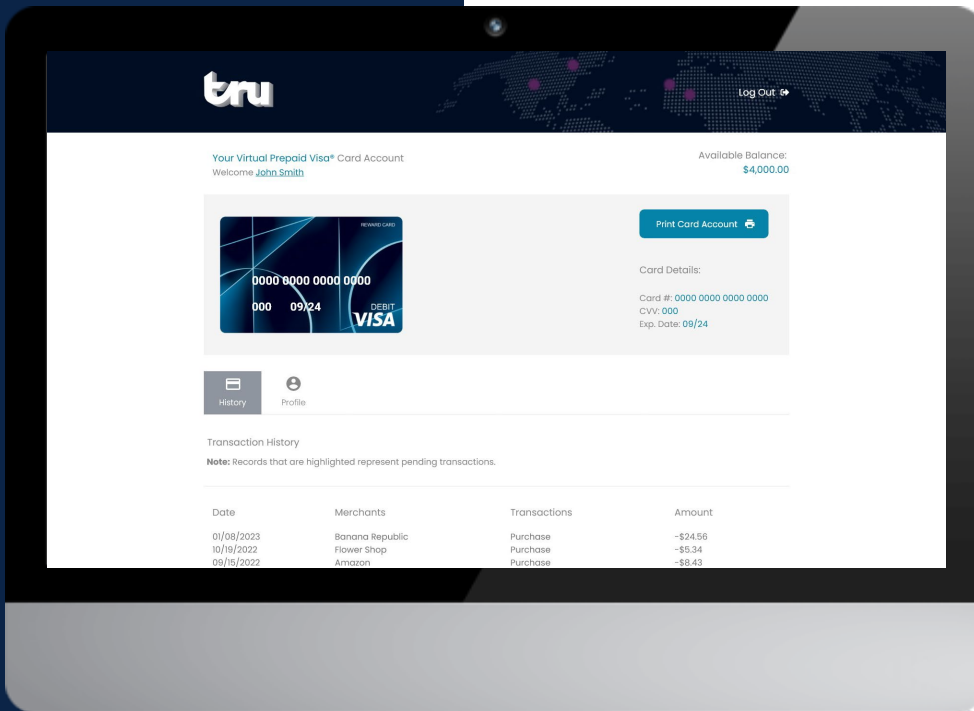 tru
Log Out
Your Virtual Prepaid Visa® Card Account
Welcome John Smith
Available Balance:
$4,000.00
REWARD CARD
0000 0000 0000 0000
000 09/24
DEBIT
VISA
Print Card Account
Card Details:
Card #: 0000 0000 0000 0000
CVV: 000
Exp. Date: 09/24
History
Profile
Transaction History
Note: Records that are highlighted represent pending transactions.
Date Merchants Transactions Amount
01/08/2023 Banana Republic Purchase -$24.56
10/19/2022 Flower Shop Purchase -$5.34
09/15/2022 Amazon Purchase -$8.43